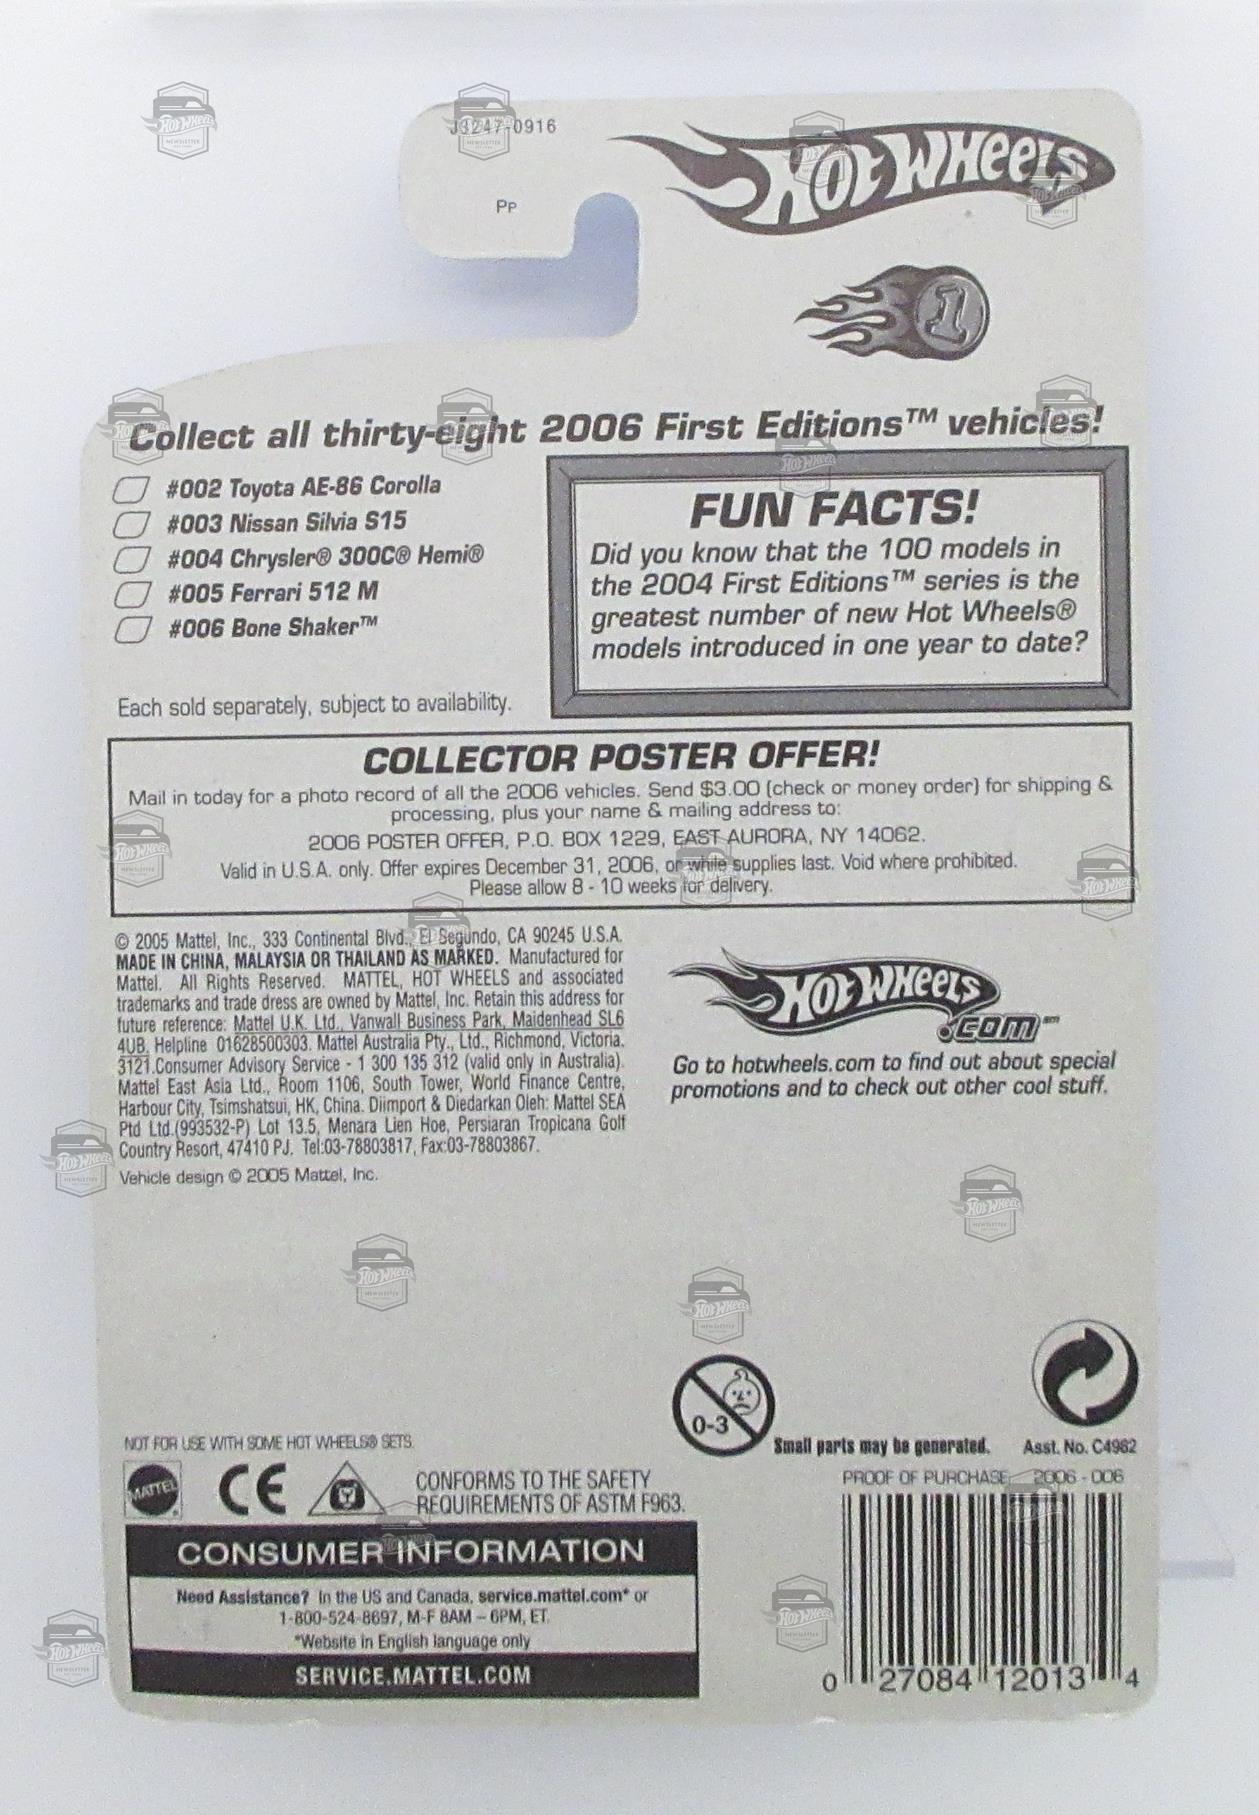 J3247-0916
Hot Wheels
Pp
1
Collect all thirty-eight 2006 First Editions™ vehicles!
#002 Toyota AE-86 Corolla
#003 Nissan Silvia S15
#004 Chrysler® 300C® Hemi®
#005 Ferrari 512 M
#006 Bone Shaker™
Each sold separately, subject to availability.
FUN FACTS!
Did you know that the 100 models in
the 2004 First Editions™ series is the
greatest number of new Hot Wheels®
models introduced in one year to date?
COLLECTOR POSTER OFFER!
Mail in today for a photo record of all the 2006 vehicles. Send $3.00 (check or money order) for shipping &
processing, plus your name & mailing address to:
2006 POSTER OFFER, P.O. BOX 1229, EAST AURORA, NY 14062.
Valid in U.S.A. only. Offer expires December 31, 2006, or while supplies last. Void where prohibited.
Please allow 8 - 10 weeks for delivery.
© 2005 Mattel, Inc., 333 Continental Blvd., El Segundo, CA 90245 U.S.A.
MADE IN CHINA, MALAYSIA OR THAILAND AS MARKED. Manufactured for
Mattel. All Rights Reserved. MATTEL, HOT WHEELS and associated
trademarks and trade dress are owned by Mattel, Inc. Retain this address for
future reference: Mattel U.K. Ltd., Vanwall Business Park, Maidenhead SL6
4UB. Helpline 01628500303. Mattel Australia Pty., Ltd., Richmond, Victoria.
3121.Consumer Advisory Service - 1 300 135 312 (valid only in Australia).
Mattel East Asia Ltd., Room 1106, South Tower, World Finance Centre,
Harbour City, Tsimshatsui, HK, China. Diimport & Diedarkan Oleh: Mattel SEA
Ptd Ltd.(993532-P) Lot 13.5, Menara Lien Hoe, Persiaran Tropicana Golf
Country Resort, 47410 PJ. Tel:03-78803817, Fax:03-78803867.
Vehicle design © 2005 Mattel, Inc.
Hot Wheels
.com™
Go to hotwheels.com to find out about special
promotions and to check out other cool stuff.
0-3
Small parts may be generated.
Asst. No. C4982
NOT FOR USE WITH SOME HOT WHEELS® SETS.
MATTEL
CE
CONFORMS TO THE SAFETY
REQUIREMENTS OF ASTM F963.
PROOF OF PURCHASE 2006 - 006
CONSUMER INFORMATION
Need Assistance? In the US and Canada, service.mattel.com* or
1-800-524-8697, M-F 8AM – 6PM, ET.
*Website in English language only
SERVICE.MATTEL.COM
0 27084 12013 4